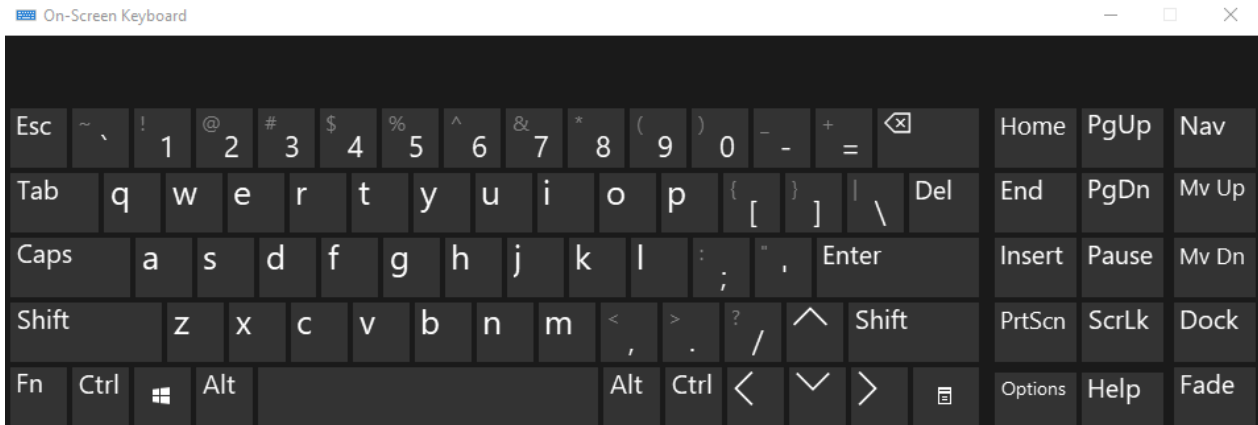 On-Screen Keyboard
Esc ~ ` ! 1 @ 2 # 3 $ 4 % 5 ^ 6 & 7 * 8 ( 9 ) 0 _ - + = Home PgUp Nav
Tab q w e r t y u i o p { [ } ] | \ Del End PgDn Mv Up
Caps a s d f g h j k l : ; " ' Enter Insert Pause Mv Dn
Shift z x c v b n m < , > . ? / Shift PrtScn ScrLk Dock
Fn Ctrl Alt Alt Ctrl Options Help Fade